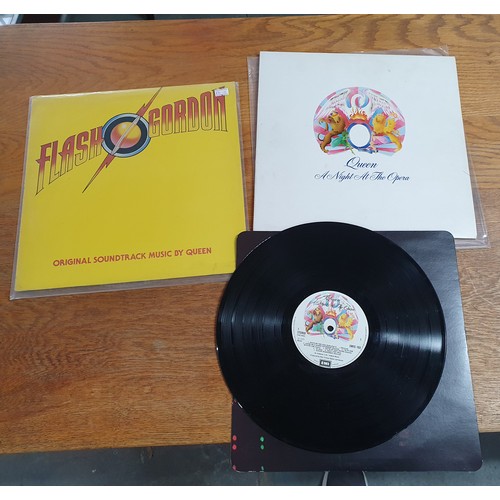 FLASH GORDON
ORIGINAL SOUNDTRACK MUSIC BY QUEEN
Queen
A Night At The Opera
EMI